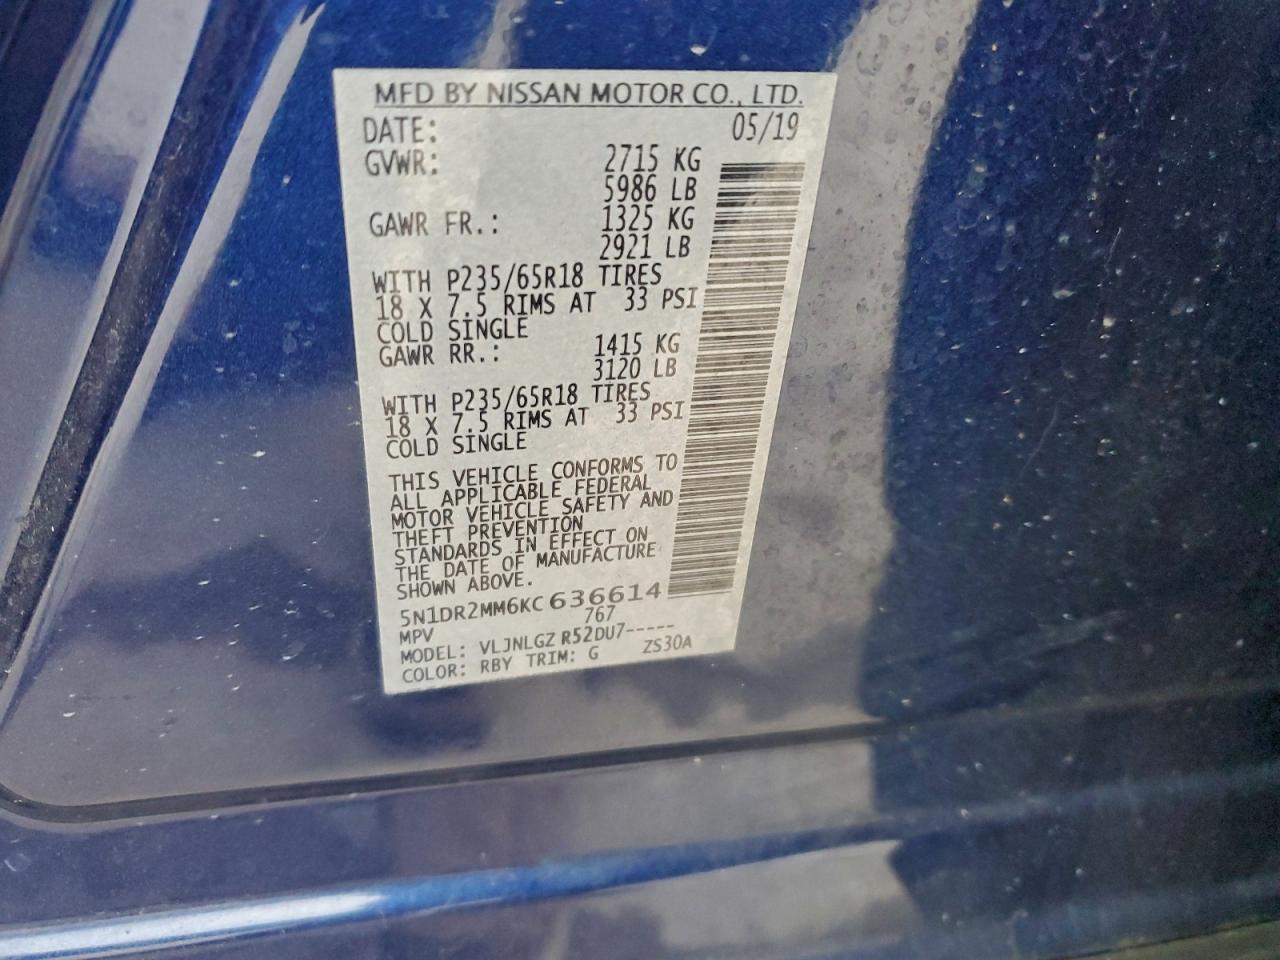 MFD BY NISSAN MOTOR CO., LTD.
DATE: 05/19
GVWR: 2715 KG
5986 LB
GAWR FR.: 1325 KG
2921 LB
WITH P235/65R18 TIRES
18 X 7.5 RIMS AT 33 PSI
COLD SINGLE
GAWR RR.: 1415 KG
3120 LB
WITH P235/65R18 TIRES
18 X 7.5 RIMS AT 33 PSI
COLD SINGLE
THIS VEHICLE CONFORMS TO
ALL APPLICABLE FEDERAL
MOTOR VEHICLE SAFETY AND
THEFT PREVENTION
STANDARDS IN EFFECT ON
THE DATE OF MANUFACTURE
SHOWN ABOVE.
5N1DR2MM6KC636614
MPV 767
MODEL: VLJNLGZ R52DU7-----
COLOR: RBY TRIM: G ZS30A